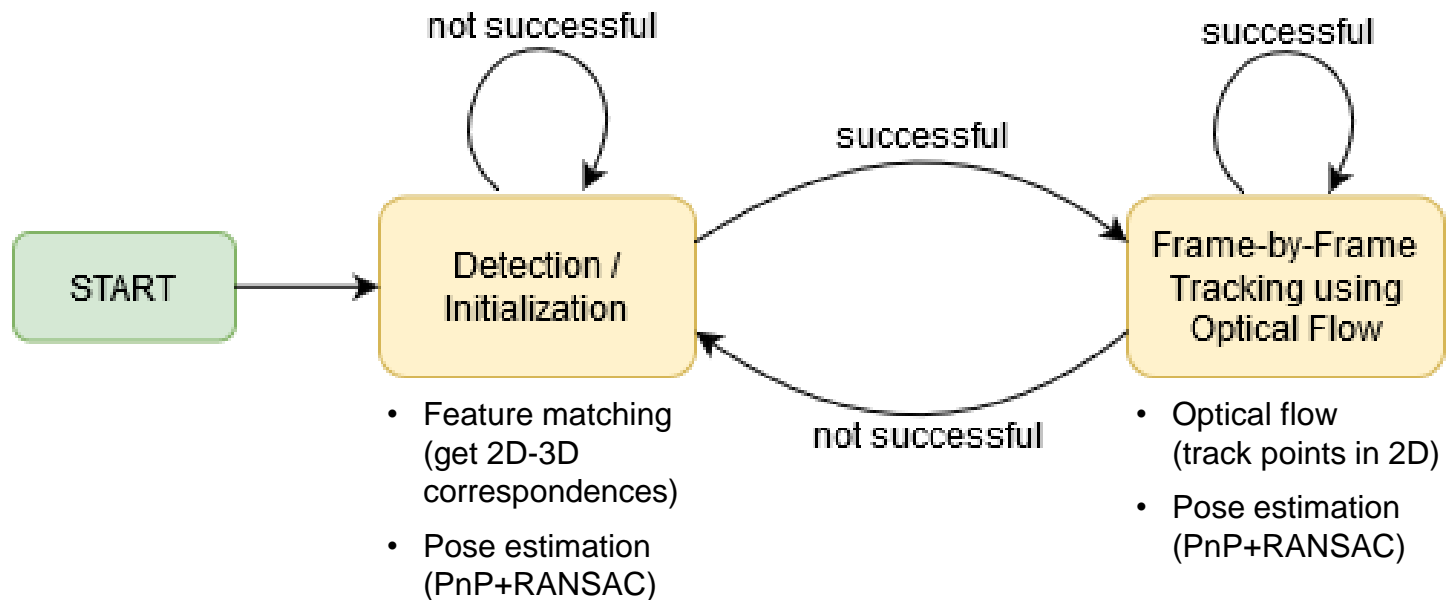 not successful
successful
successful
START
Detection /
Initialization
Frame-by-Frame
Tracking using
Optical Flow
not successful
• Feature matching
(get 2D-3D
correspondences)
• Pose estimation
(PnP+RANSAC)
• Optical flow
(track points in 2D)
• Pose estimation
(PnP+RANSAC)